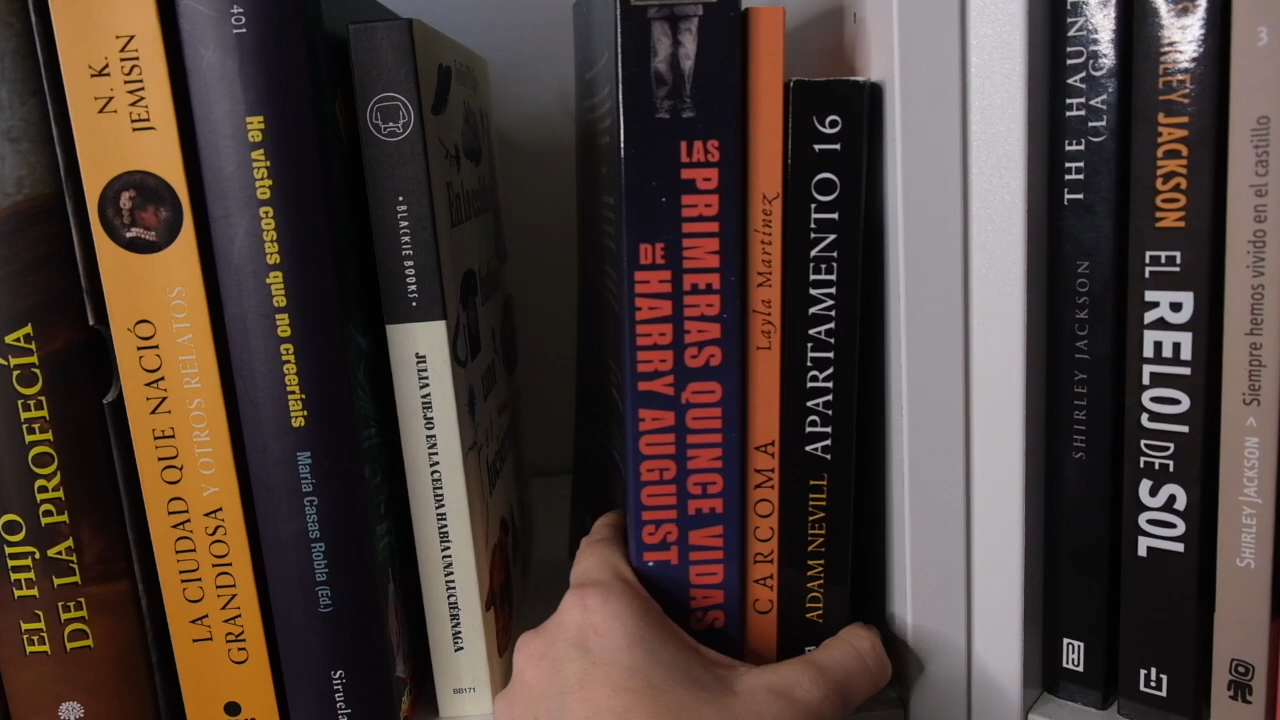 EL HIJO
DE LA PROFECÍA
N. K.
JEMISIN
LA CIUDAD QUE NACIÓ
GRANDIOSA Y OTROS RELATOS
401
He visto cosas que no creeríais
María Casas Robla (Ed.)
Siruela
•BLACKIE BOOKS•
JULIA VIEJO EN LA CELDA HABÍA UNA LUCIÉRNAGA
BB171
LAS PRIMERAS QUINCE VIDAS
DE HARRY AUGUST
CARCOMA Layla Martínez
ADAM NEVILL APARTAMENTO 16
SHIRLEY JACKSON THE HAUNT
(LA
SHIRLEY JACKSON EL RELOJ DE SOL
SHIRLEY JACKSON > Siempre hemos vivido en el castillo
3